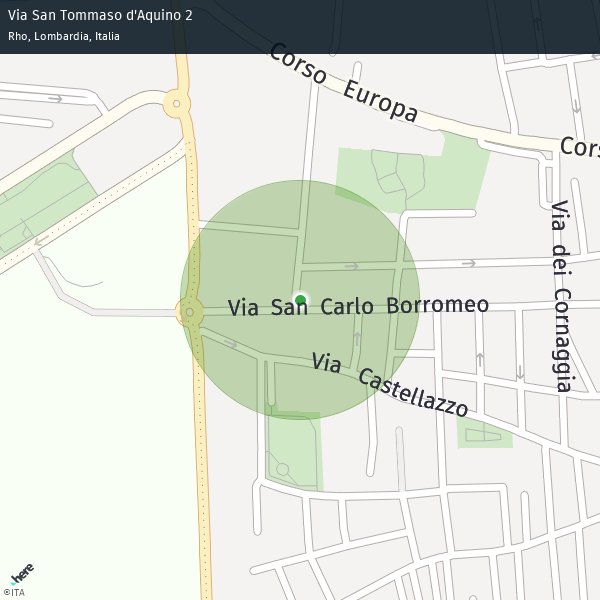 Via San Tommaso d'Aquino 2
Rho, Lombardia, Italia
Corso Europa
Cors
Via dei Cornaggia
Via San Carlo Borromeo
Via Castellazzo
here
©ITA